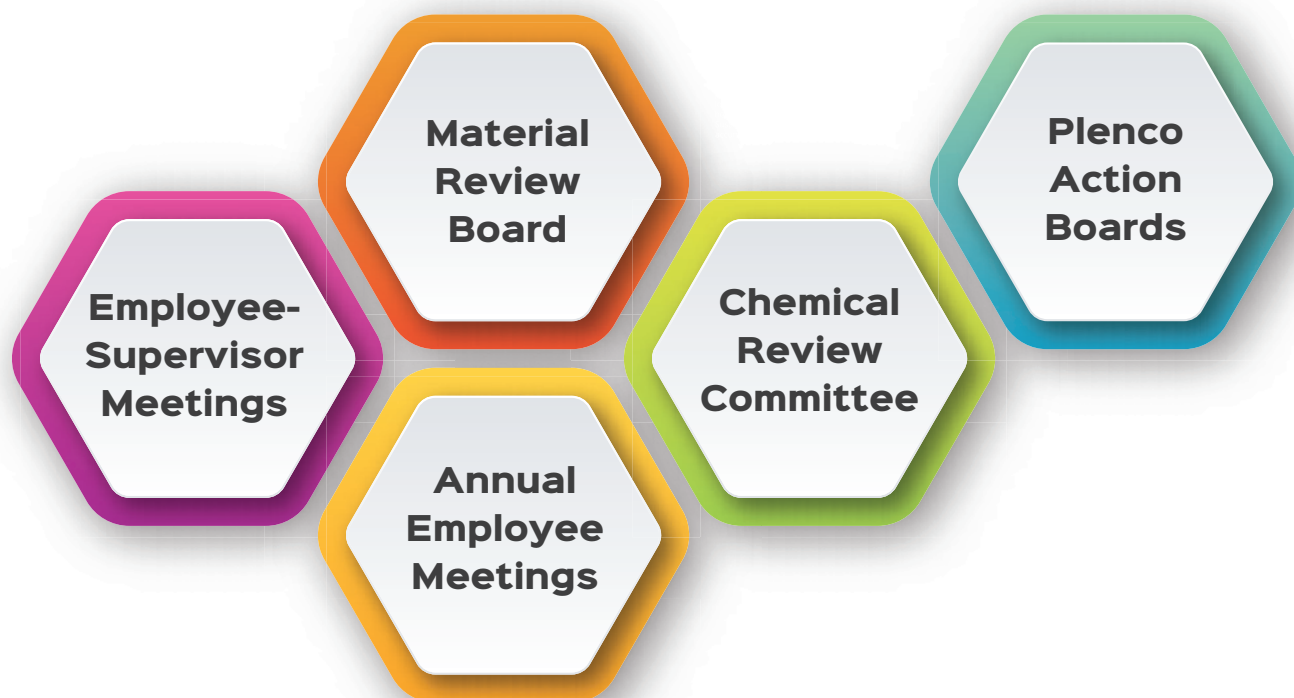 Material
Review
Board
Plenco
Action
Boards
Employee-
Supervisor
Meetings
Chemical
Review
Committee
Annual
Employee
Meetings